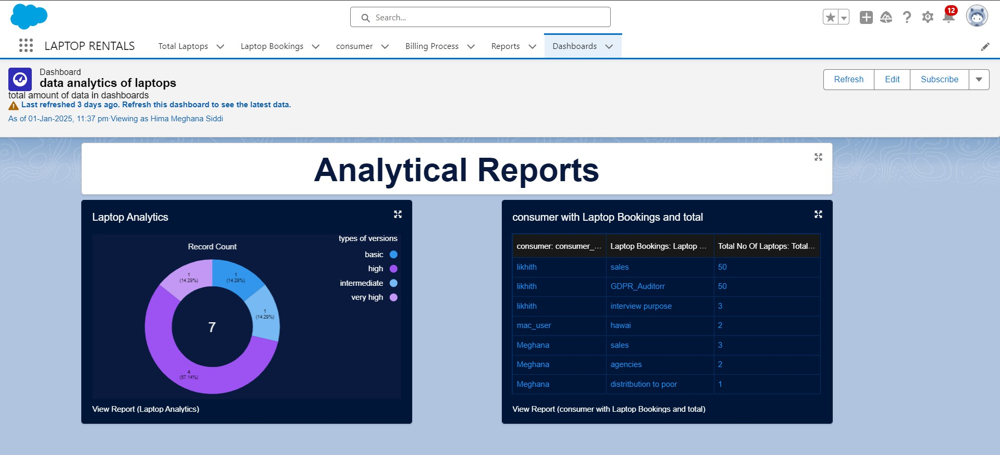 Search...
12
LAPTOP RENTALS
Total Laptops
Laptop Bookings
consumer
Billing Process
Reports
Dashboards
Dashboard
data analytics of laptops
total amount of data in dashboards
Last refreshed 3 days ago. Refresh this dashboard to see the latest data.
As of 01-Jan-2025, 11:37 pm·Viewing as Hima Meghana Siddi
Refresh
Edit
Subscribe
Analytical Reports
Laptop Analytics
types of versions
Record Count
basic
high
intermediate
very high
1
(14.29%)
1
(14.29%)
1
(14.29%)
7
4
(57.14%)
View Report (Laptop Analytics)
consumer with Laptop Bookings and total
consumer: consumer_... Laptop Bookings: Laptop ... Total No Of Laptops: Total...
likhith sales 50
likhith GDPR_Auditorr 50
likhith interview purpose 3
mac_user hawai 2
Meghana sales 3
Meghana agencies 2
Meghana distritbution to poor 1
View Report (consumer with Laptop Bookings and total)